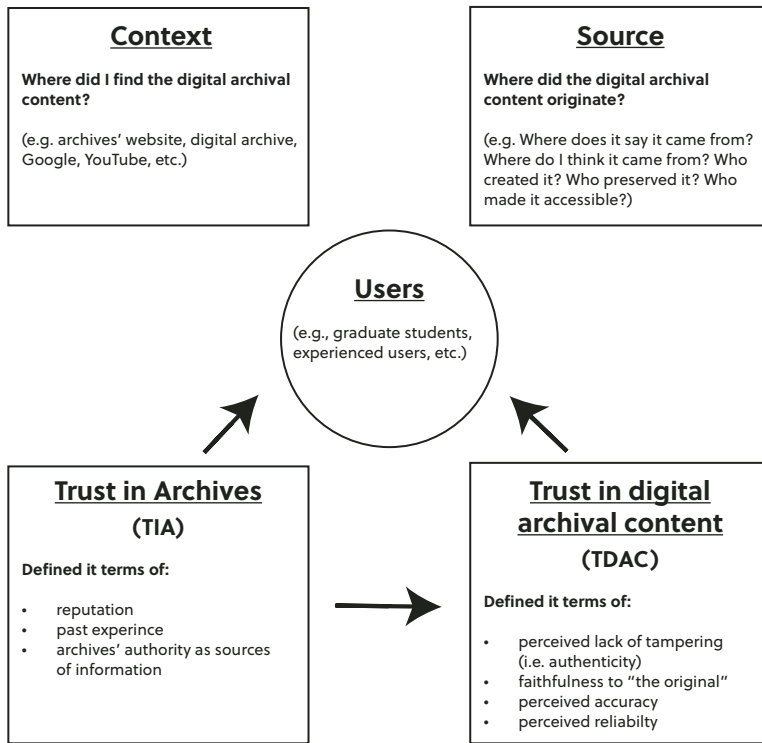 Context
Where did I find the digital archival
content?
(e.g. archives’ website, digital archive,
Google, YouTube, etc.)
Source
Where did the digital archival
content originate?
(e.g. Where does it say it came from?
Where do I think it came from? Who
created it? Who preserved it? Who
made it accessible?)
Users
(e.g., graduate students,
experienced users, etc.)
Trust in Archives
(TIA)
Defined it terms of:
• reputation
• past experince
• archives’ authority as sources
of information
Trust in digital
archival content
(TDAC)
Defined it terms of:
• perceived lack of tampering
(i.e. authenticity)
• faithfulness to “the original”
• perceived accuracy
• perceived reliabilty